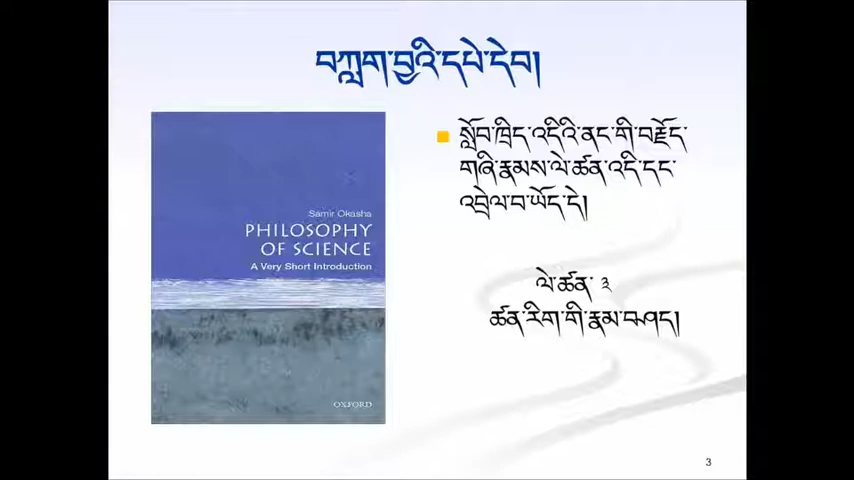 བཀླག་བྱའི་དཔེ་དེབ།
སློབ་ཁྲིད་འདིའི་ནང་གི་བརྗོད་
གཞི་རྣམས་ལེ་ཚན་འདི་དང་
འབྲེལ་བ་ཡོད་དེ།
Samir Okasha
PHILOSOPHY
OF SCIENCE
A Very Short Introduction
OXFORD
ལེ་ཚན་ ༣
ཚན་རིག་གི་རྣམ་བཤད།
3